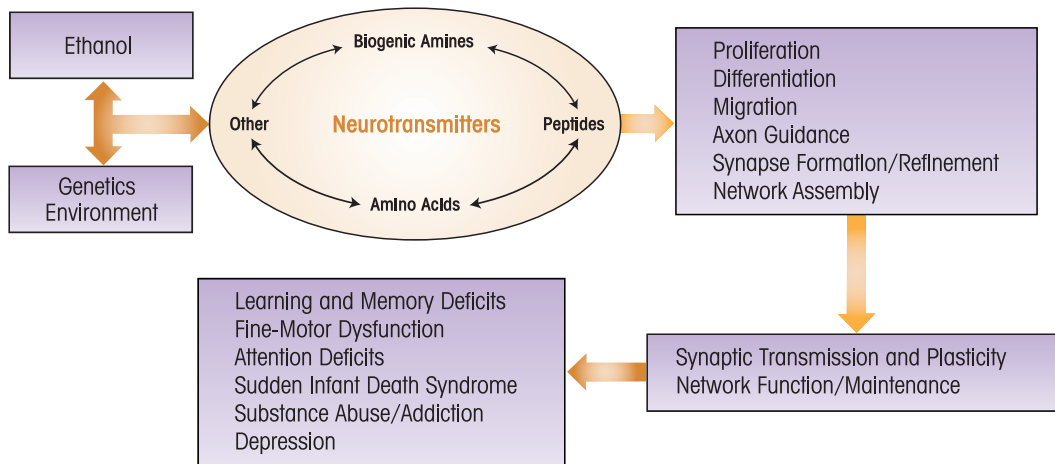 Ethanol
Genetics
Environment
Biogenic Amines
Other
Neurotransmitters
Peptides
Amino Acids
Proliferation
Differentiation
Migration
Axon Guidance
Synapse Formation/Refinement
Network Assembly
Synaptic Transmission and Plasticity
Network Function/Maintenance
Learning and Memory Deficits
Fine-Motor Dysfunction
Attention Deficits
Sudden Infant Death Syndrome
Substance Abuse/Addiction
Depression